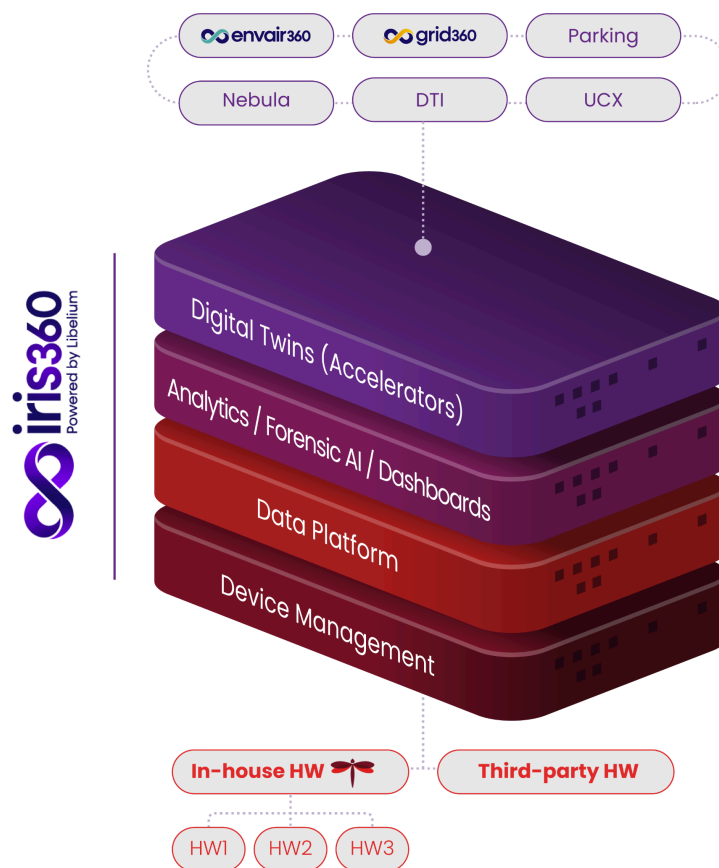 envair360
grid360
Parking
Nebula
DTI
UCX
iris360
Powered by Libelium
Digital Twins (Accelerators)
Analytics / Forensic AI / Dashboards
Data Platform
Device Management
In-house HW
Third-party HW
HW1
HW2
HW3